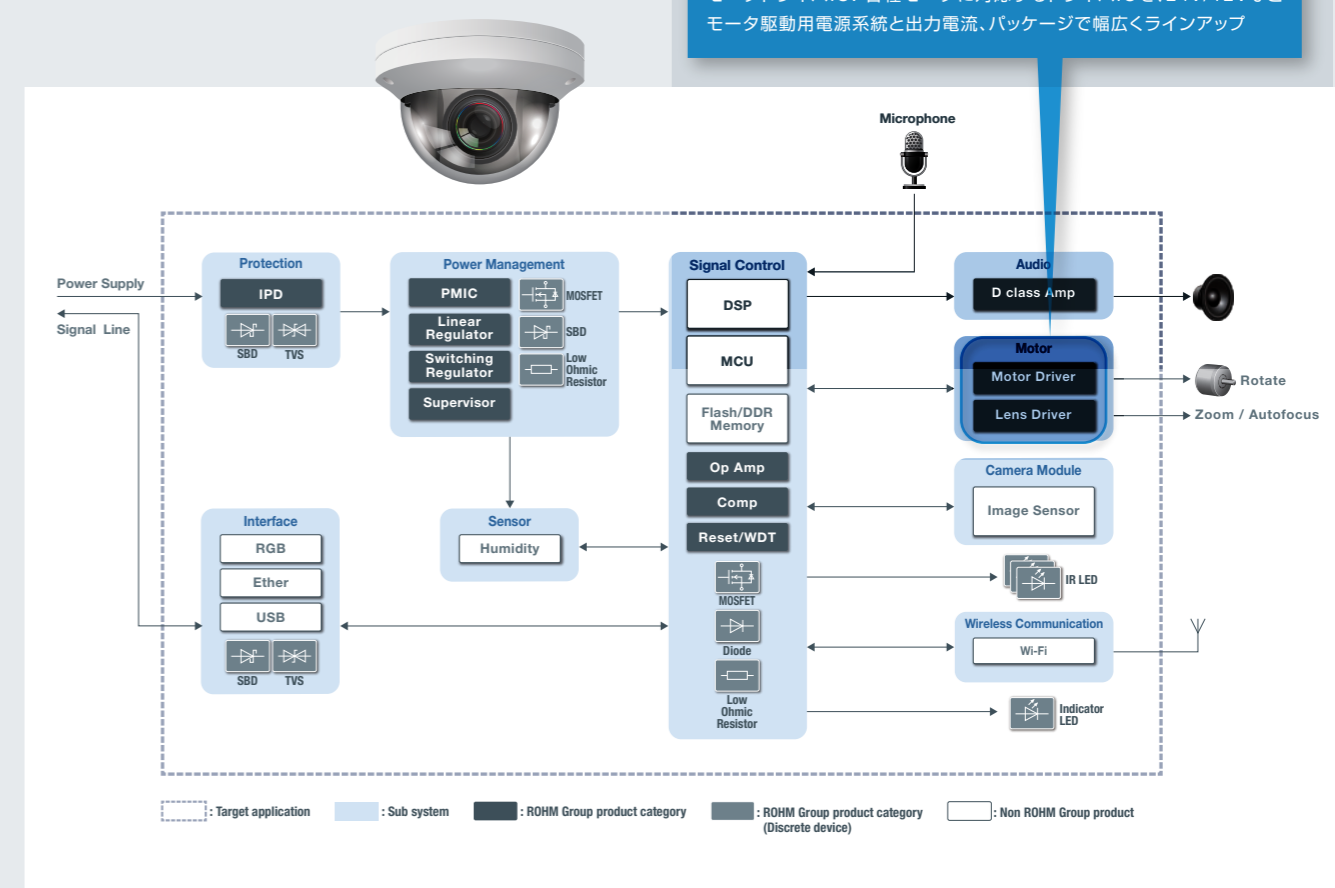 モータ駆動用電源系統と出力電流、パッケージで幅広くラインアップ
Microphone
Power Supply
Signal Line
Protection
IPD
SBD
TVS
Power Management
PMIC
Linear
Regulator
Switching
Regulator
Supervisor
MOSFET
SBD
Low
Ohmic
Resistor
Signal Control
DSP
MCU
Flash/DDR
Memory
Op Amp
Comp
Reset/WDT
MOSFET
Diode
Low
Ohmic
Resistor
Audio
D class Amp
Motor
Motor Driver
Lens Driver
Rotate
Zoom / Autofocus
Camera Module
Image Sensor
IR LED
Wireless Communication
Wi-Fi
Indicator
LED
Interface
RGB
Ether
USB
SBD
TVS
Sensor
Humidity
: Target application
: Sub system
: ROHM Group product category
: ROHM Group product category
(Discrete device)
: Non ROHM Group product